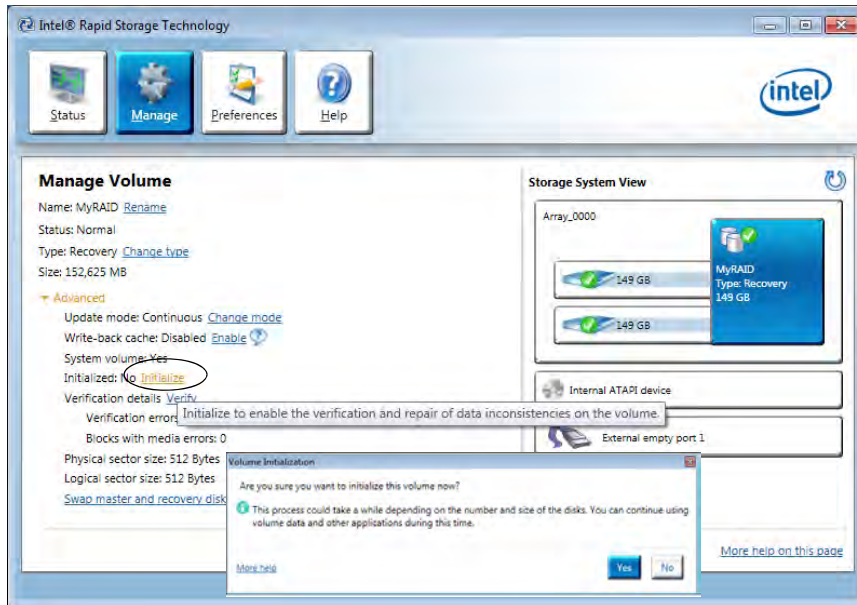 Intel® Rapid Storage Technology
Status
Manage
Preferences
Help
intel
Manage Volume
Name: MyRAID Rename
Status: Normal
Type: Recovery Change type
Size: 152,625 MB
Advanced
Update mode: Continuous Change mode
Write-back cache: Disabled Enable
System volume: Yes
Initialized: No Initialize
Verification details Verify
Initialize to enable the verification and repair of data inconsistencies on the volume.
Verification errors
Blocks with media errors: 0
Physical sector size: 512 Bytes
Logical sector size: 512 Bytes
Swap master and recovery disk
Storage System View
Array_0000
149 GB
149 GB
MyRAID
Type: Recovery
149 GB
Internal ATAPI device
External empty port 1
Volume Initialization
Are you sure you want to initialize this volume now?
This process could take a while depending on the number and size of the disks. You can continue using
volume data and other applications during this time.
More help
Yes
No
More help on this page